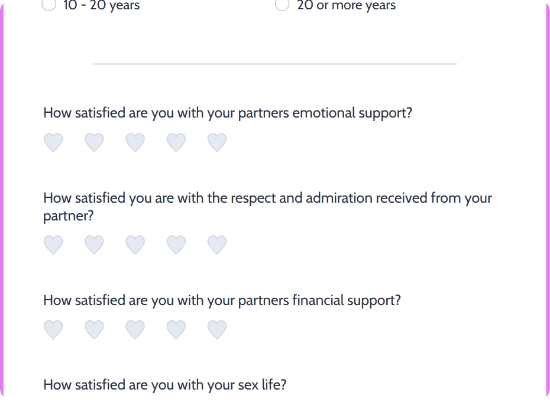 10 - 20 years
20 or more years
How satisfied are you with your partners emotional support?
How satisfied you are with the respect and admiration received from your
partner?
How satisfied are you with your partners financial support?
How satisfied are you with your sex life?